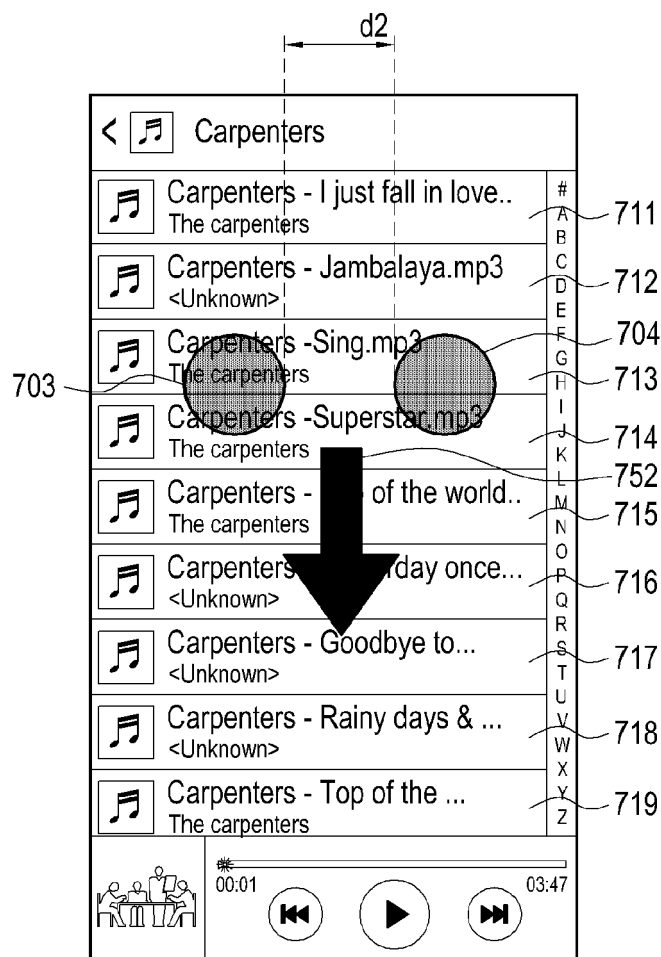 d2
Carpenters
Carpenters - I just fall in love..
The carpenters
711
Carpenters - Jambalaya.mp3
<Unknown>
712
704
Carpenters -Sing.mp3
The carpenters
713
703
Carpenters -Superstar.mp3
The carpenters
714
752
Carpenters - of the world..
The carpenters
715
Carpenters rday once...
<Unknown>
716
Carpenters - Goodbye to...
<Unknown>
717
Carpenters - Rainy days & ...
<Unknown>
718
Carpenters - Top of the ...
The carpenters
719
#
A
B
C
D
E
F
G
H
I
J
K
L
M
N
O
P
Q
R
S
T
U
V
W
X
Y
Z
00:01
03:47